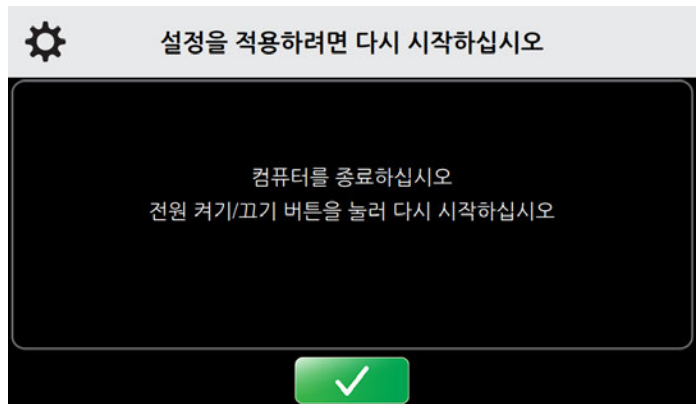 설정을 적용하려면 다시 시작하십시오
컴퓨터를 종료하십시오
전원 켜기/끄기 버튼을 눌러 다시 시작하십시오